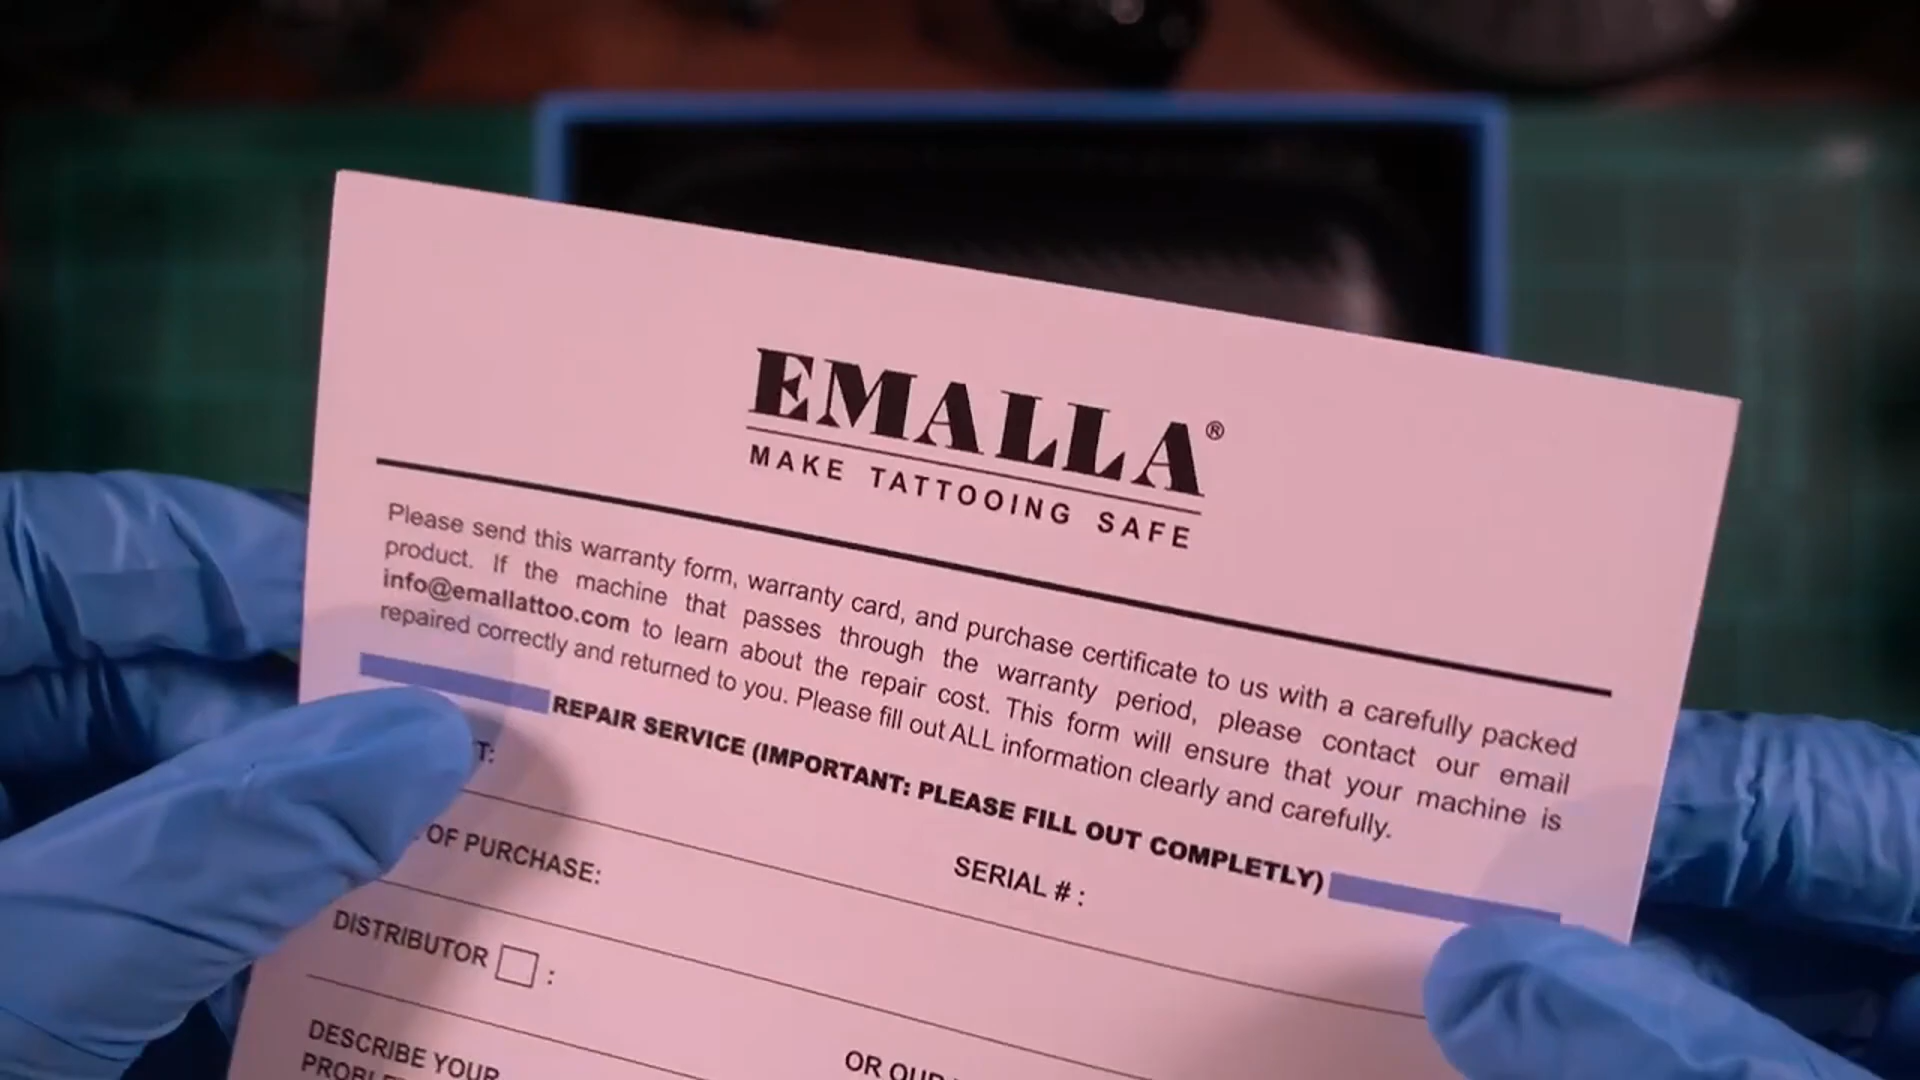 EMALLA®
MAKE TATTOOING SAFE
Please send this warranty form, warranty card, and purchase certificate to us with a carefully packed
product. If the machine that passes through the warranty period, please contact our email
info@emallattoo.com to learn about the repair cost. This form will ensure that your machine is
repaired correctly and returned to you. Please fill out ALL information clearly and carefully.
REPAIR SERVICE (IMPORTANT: PLEASE FILL OUT COMPLETELY)
T:
OF PURCHASE:
SERIAL # :
DISTRIBUTOR :
DESCRIBE YOUR
OR OUR